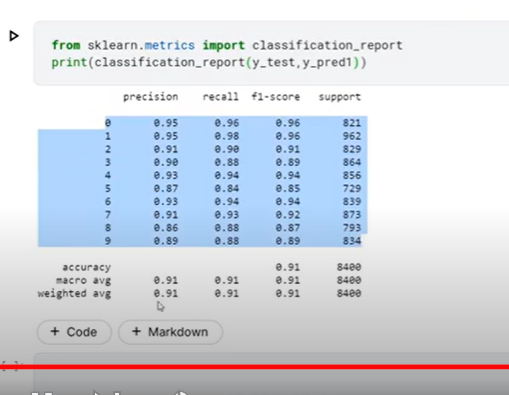 from sklearn.metrics import classification_report
print(classification_report(y_test,y_pred1))
precision recall f1-score support
0 0.95 0.96 0.96 821
1 0.95 0.98 0.96 962
2 0.91 0.90 0.91 829
3 0.90 0.88 0.89 864
4 0.93 0.94 0.94 856
5 0.87 0.84 0.85 729
6 0.93 0.94 0.94 839
7 0.91 0.93 0.92 873
8 0.86 0.88 0.87 793
9 0.89 0.88 0.89 834
accuracy 0.91 8400
macro avg 0.91 0.91 0.91 8400
weighted avg 0.91 0.91 0.91 8400
+ Code + Markdown